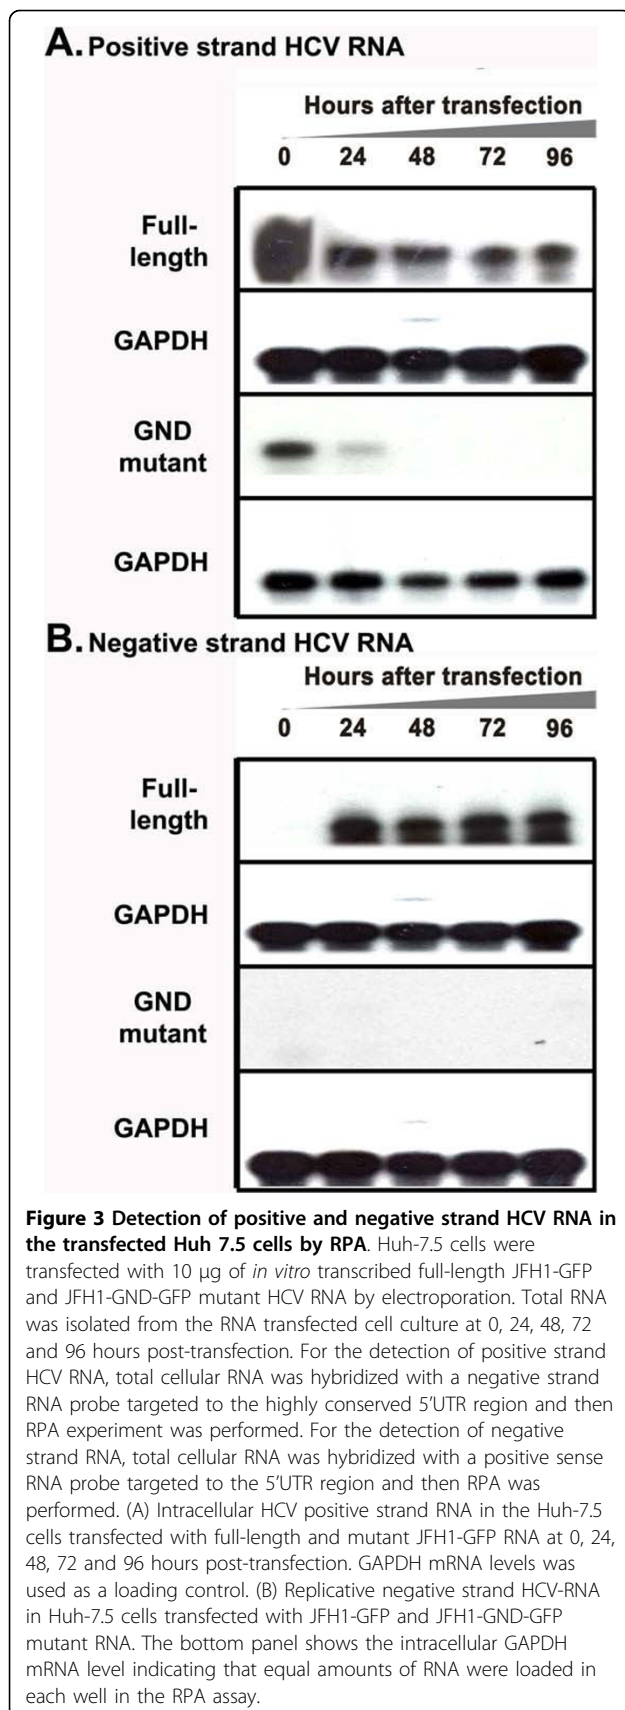 A. Positive strand HCV RNA
Hours after transfection
0 24 48 72 96
Full-
length
GAPDH
GND
mutant
GAPDH
B. Negative strand HCV RNA
Hours after transfection
0 24 48 72 96
Full-
length
GAPDH
GND
mutant
GAPDH
Figure 3 Detection of positive and negative strand HCV RNA in
the transfected Huh 7.5 cells by RPA. Huh-7.5 cells were
transfected with 10 μg of in vitro transcribed full-length JFH1-GFP
and JFH1-GND-GFP mutant HCV RNA by electroporation. Total RNA
was isolated from the RNA transfected cell culture at 0, 24, 48, 72
and 96 hours post-transfection. For the detection of positive strand
HCV RNA, total cellular RNA was hybridized with a negative strand
RNA probe targeted to the highly conserved 5'UTR region and then
RPA experiment was performed. For the detection of negative
strand RNA, total cellular RNA was hybridized with a positive sense
RNA probe targeted to the 5'UTR region and then RPA was
performed. (A) Intracellular HCV positive strand RNA in the Huh-7.5
cells transfected with full-length and mutant JFH1-GFP RNA at 0, 24,
48, 72 and 96 hours post-transfection. GAPDH mRNA levels was
used as a loading control. (B) Replicative negative strand HCV-RNA
in Huh-7.5 cells transfected with JFH1-GFP and JFH1-GND-GFP
mutant RNA. The bottom panel shows the intracellular GAPDH
mRNA level indicating that equal amounts of RNA were loaded in
each well in the RPA assay.